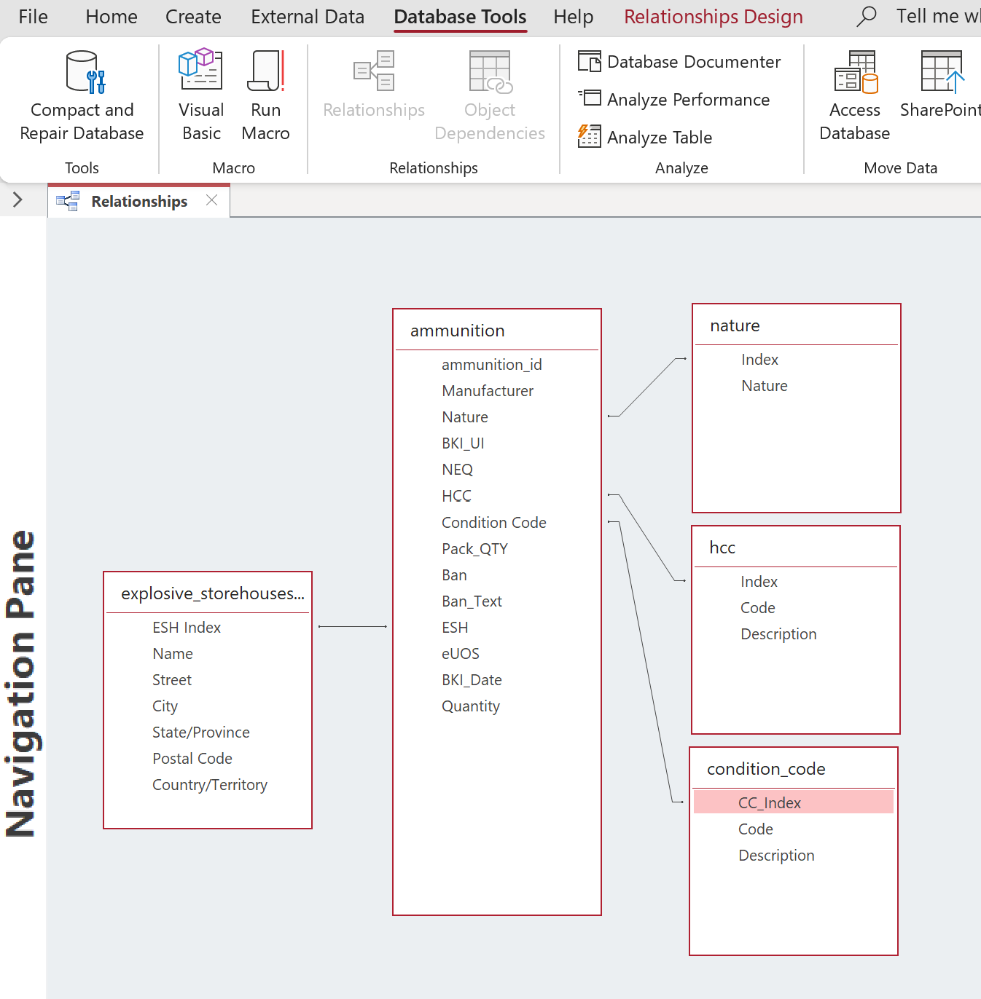 File Home Create External Data Database Tools Help Relationships Design Tell me
Compact and
Repair Database
Visual
Basic
Run
Macro
Relationships
Object
Dependencies
Database Documenter
Analyze Performance
Analyze Table
Access
Database
SharePoint
Tools Macro Relationships Analyze Move Data
Relationships
Navigation Pane
explosive_storehouses...
ESH Index
Name
Street
City
State/Province
Postal Code
Country/Territory
ammunition
ammunition_id
Manufacturer
Nature
BKI_UI
NEQ
HCC
Condition Code
Pack_QTY
Ban
Ban_Text
ESH
eUOS
BKI_Date
Quantity
nature
Index
Nature
hcc
Index
Code
Description
condition_code
CC_Index
Code
Description